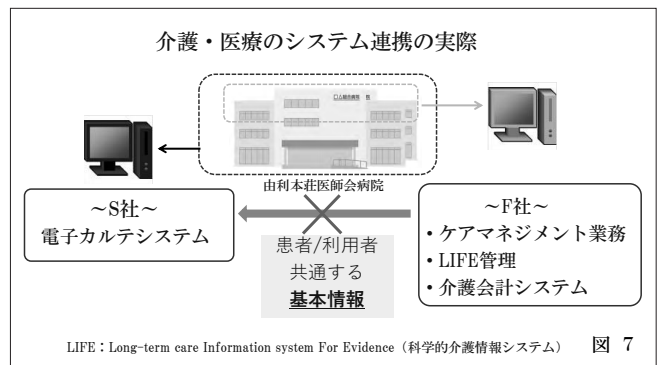 介護・医療のシステム連携の実際
由利本荘医師会病院
～S社～
電子カルテシステム
患者/利用者
共通する
基本情報
～F社～
・ケアマネジメント業務
・LIFE管理
・介護会計システム
LIFE：Long-term care Information system For Evidence（科学的介護情報システム）
図 7